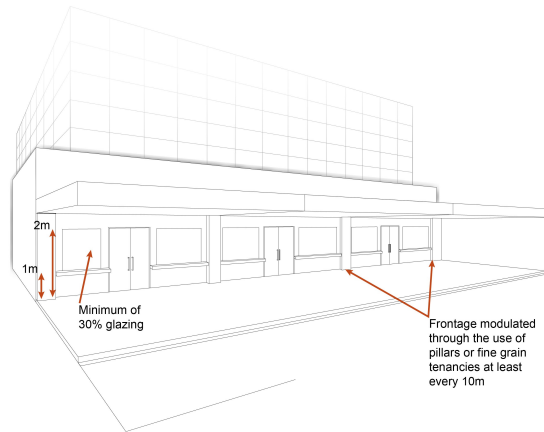 2m
1m
Minimum of
30% glazing
Frontage modulated
through the use of
pillars or fine grain
tenancies at least
every 10m